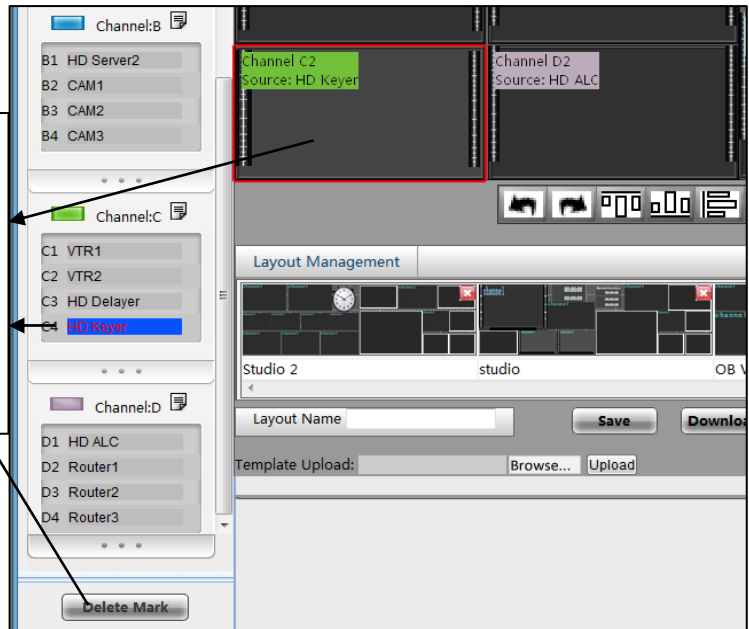 Channel:B
B1 HD Server2
B2 CAM1
B3 CAM2
B4 CAM3
Channel:C
C1 VTR1
C2 VTR2
C3 HD Delayer
C4 HD Keyer
Channel:D
D1 HD ALC
D2 Router1
D3 Router2
D4 Router3
Delete Mark
Channel C2
Source: HD Keyer
Channel D2
Source: HD ALC
Layout Management
Studio 2
studio
OB
Layout Name
Save
Downloa
Template Upload:
Browse...
Upload